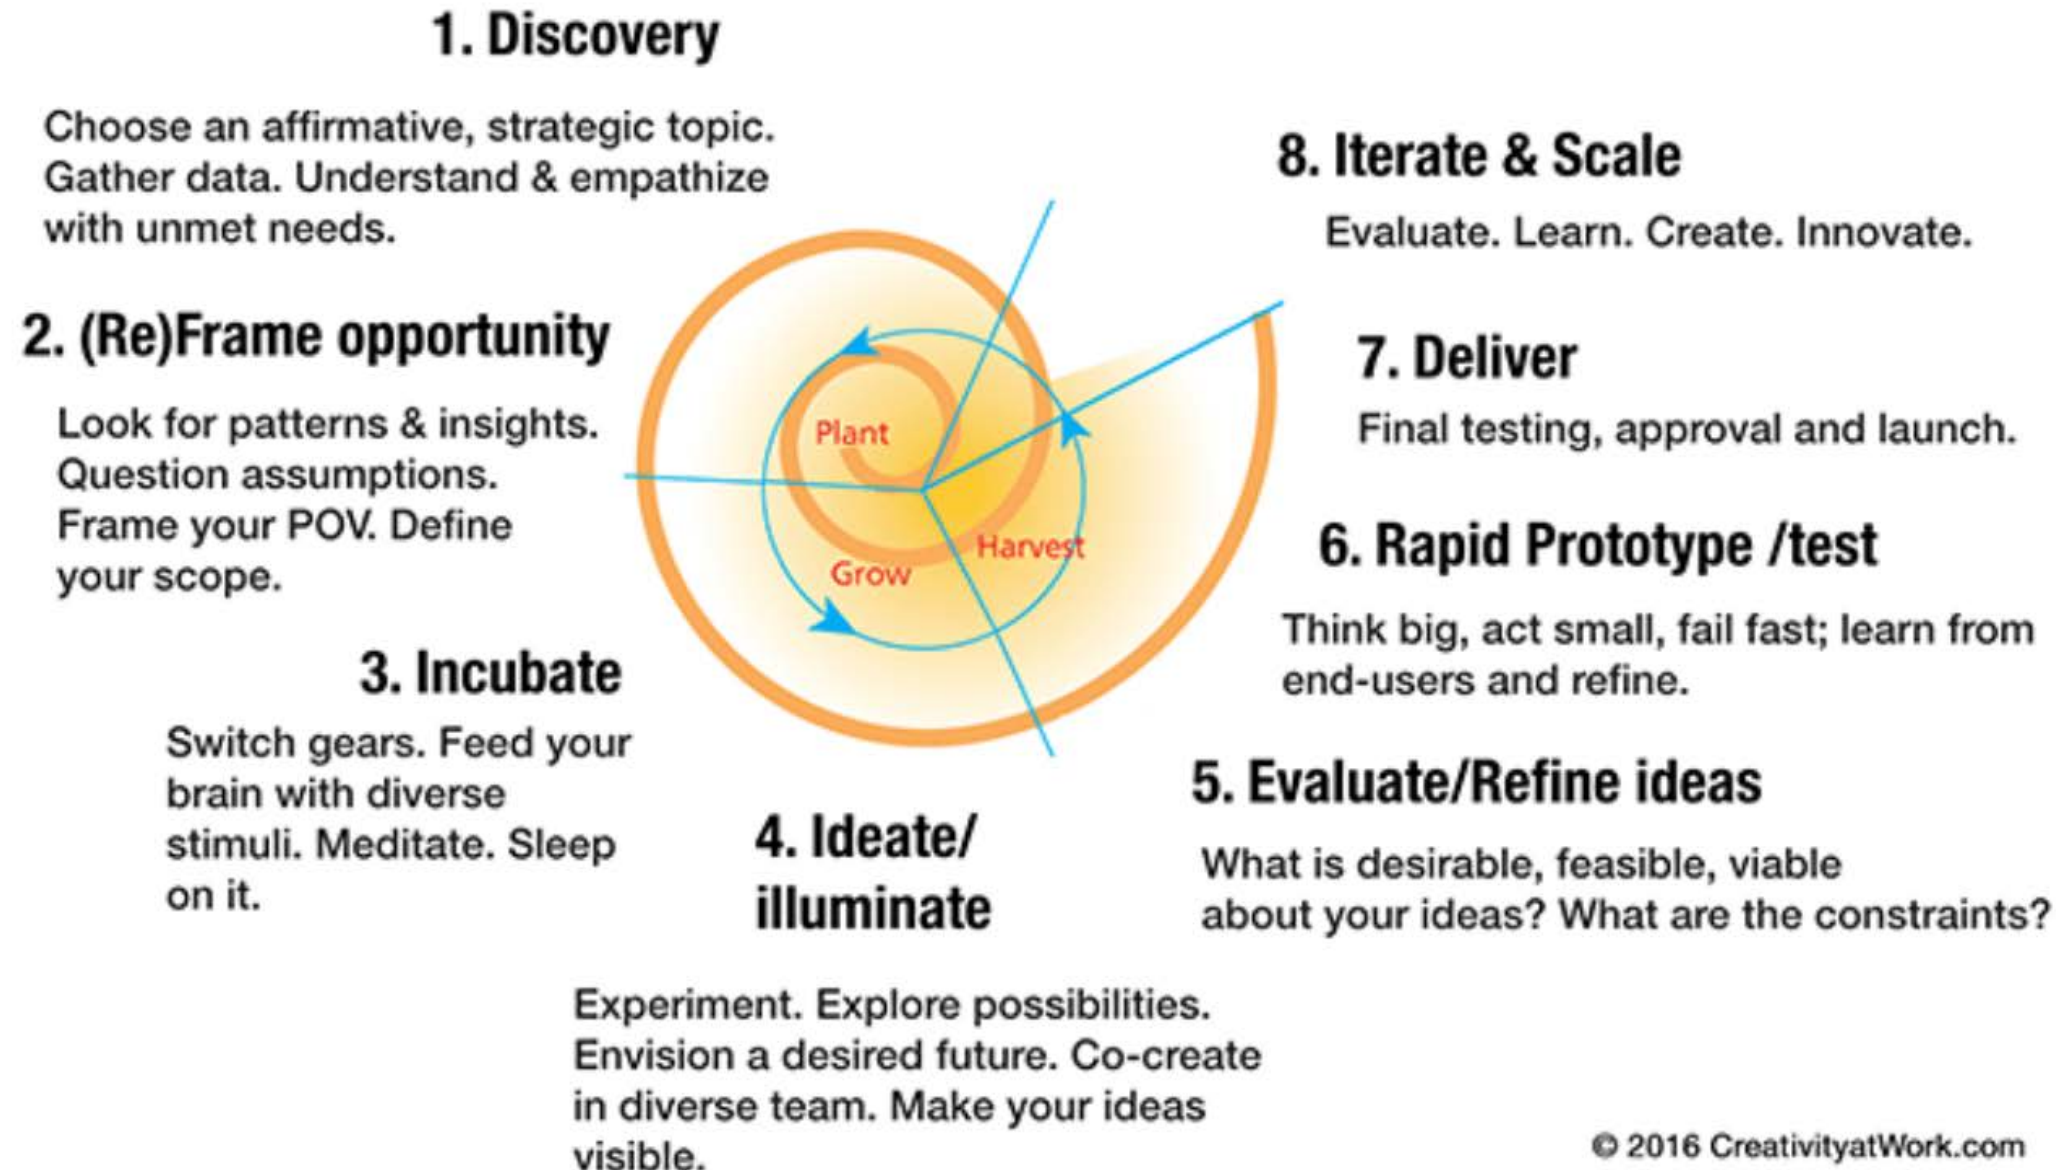 1. Discovery
Choose an affirmative, strategic topic.
Gather data. Understand & empathize
with unmet needs.
2. (Re)Frame opportunity
Look for patterns & insights.
Question assumptions.
Frame your POV. Define
your scope.
3. Incubate
Switch gears. Feed your
brain with diverse
stimuli. Meditate. Sleep
on it.
4. Ideate/
illuminate
Experiment. Explore possibilities.
Envision a desired future. Co-create
in diverse team. Make your ideas
visible.
5. Evaluate/Refine ideas
What is desirable, feasible, viable
about your ideas? What are the constraints?
6. Rapid Prototype /test
Think big, act small, fail fast; learn from
end-users and refine.
7. Deliver
Final testing, approval and launch.
8. Iterate & Scale
Evaluate. Learn. Create. Innovate.
Plant
Grow
Harvest
© 2016 CreativityatWork.com